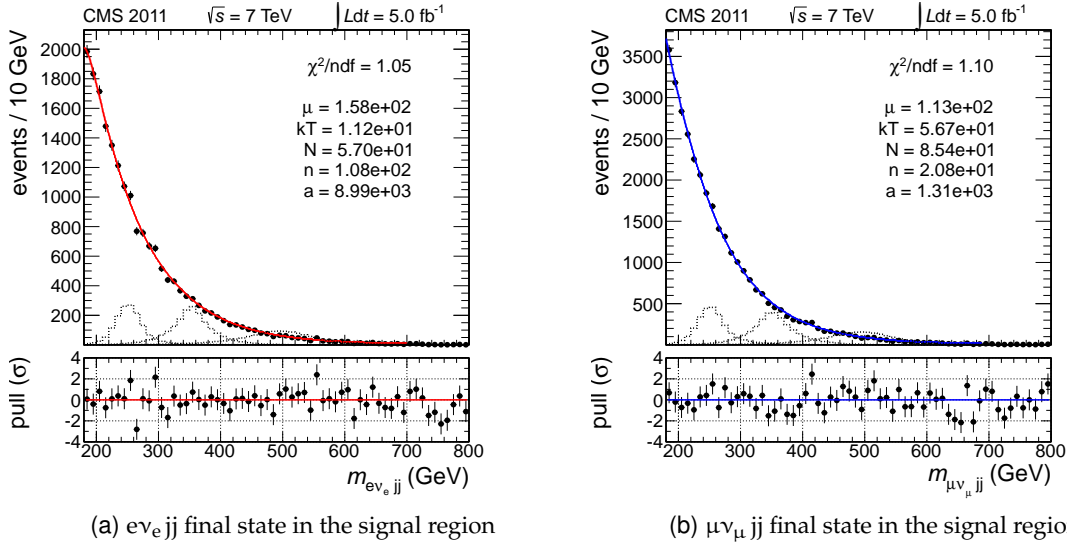 CMS 2011 √s = 7 TeV ∫ Ldt = 5.0 fb⁻¹
events / 10 GeV
2000
1800
1600
1400
1200
1000
800
600
400
200
χ²/ndf = 1.05
μ = 1.58e+02
kT = 1.12e+01
N = 5.70e+01
n = 1.08e+02
a = 8.99e+03
pull (σ)
4
2
0
-2
-4
200 300 400 500 600 700 800
m_{eν_e jj} (GeV)
(a) eν_e jj final state in the signal region
CMS 2011 √s = 7 TeV ∫ Ldt = 5.0 fb⁻¹
events / 10 GeV
3500
3000
2500
2000
1500
1000
500
χ²/ndf = 1.10
μ = 1.13e+02
kT = 5.67e+01
N = 8.54e+01
n = 2.08e+01
a = 1.31e+03
pull (σ)
4
2
0
-2
-4
200 300 400 500 600 700 800
m_{μν_μ jj} (GeV)
(b) μν_μ jj final state in the signal regio